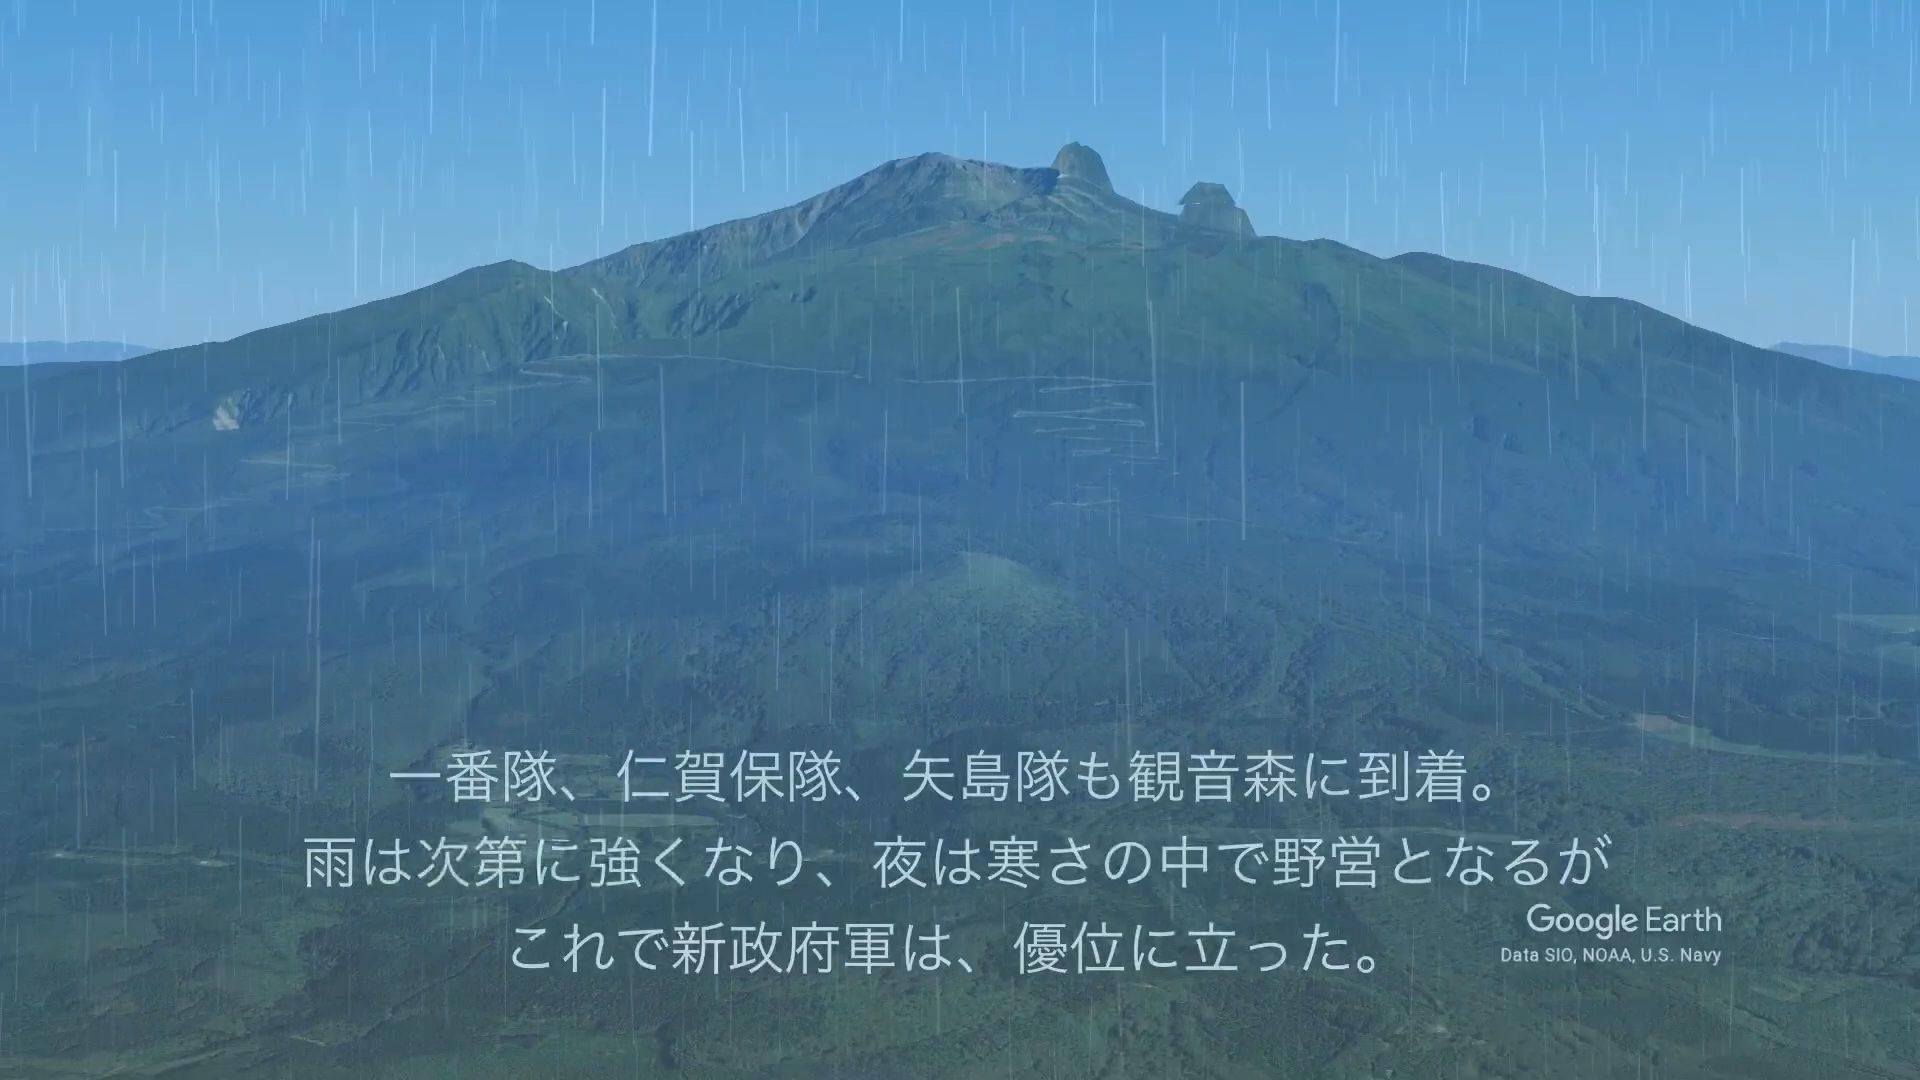 一番隊、仁賀保隊、矢島隊も観音森に到着。
雨は次第に強くなり、夜は寒さの中で野営となるが
これで新政府軍は、優位に立った。
Google Earth
Data SIO, NOAA, U.S. Navy